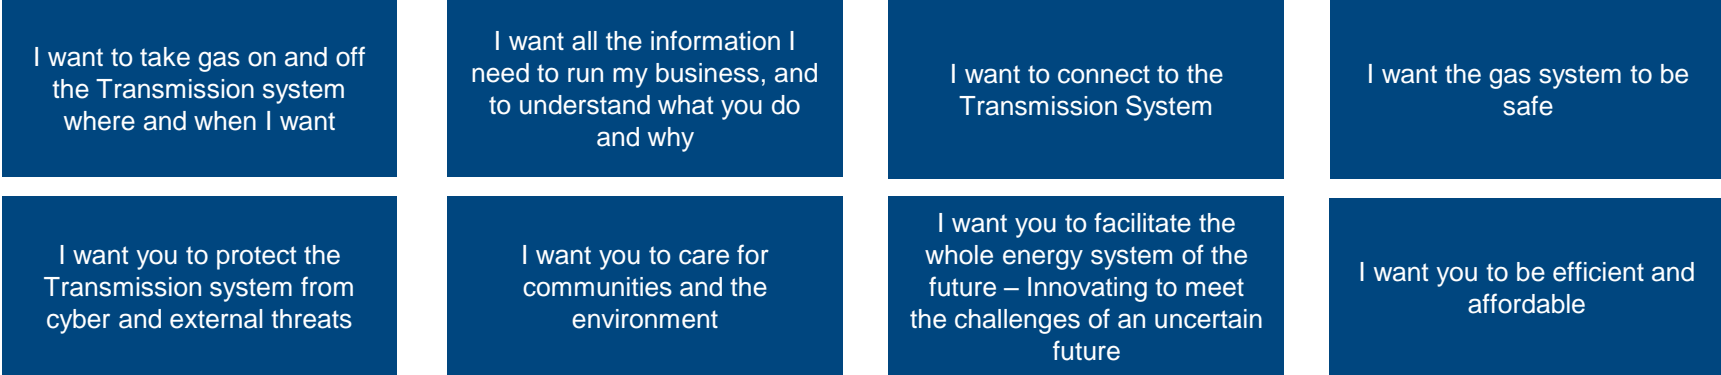 I want to take gas on and off
the Transmission system
where and when I want
I want all the information I
need to run my business, and
to understand what you do
and why
I want to connect to the
Transmission System
I want the gas system to be
safe
I want you to protect the
Transmission system from
cyber and external threats
I want you to care for
communities and the
environment
I want you to facilitate the
whole energy system of the
future – Innovating to meet
the challenges of an uncertain
future
I want you to be efficient and
affordable